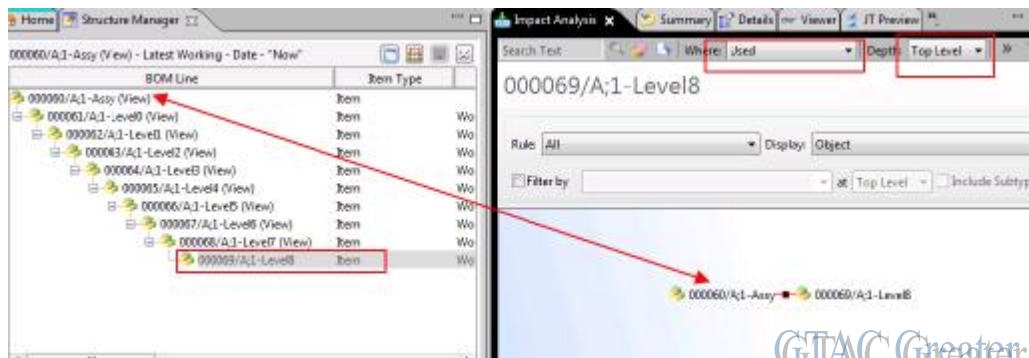 Home Structure Manager
000060/A;1-Assy (View) - Latest Working - Date - "Now"
BOM Line Item Type
000060/A;1-Assy (View) Item
000061/A;1-Level0 (View) Item Wo
000062/A;1-Level1 (View) Item Wo
000063/A;1-Level2 (View) Item Wo
000064/A;1-Level3 (View) Item Wo
000065/A;1-Level4 (View) Item Wo
000066/A;1-Level5 (View) Item Wo
000067/A;1-Level6 (View) Item Wo
000068/A;1-Level7 (View) Item Wo
000069/A;1-Level8 Item Wo
Impact Analysis Summary Details Viewer JT Preview
Search Text Where: Used Depth: Top Level
000069/A;1-Level8
Rule: All Display: Object
Filter by at Top Level Include Subtyp
000060/A;1-Assy 000069/A;1-Level8
GTAC Greater